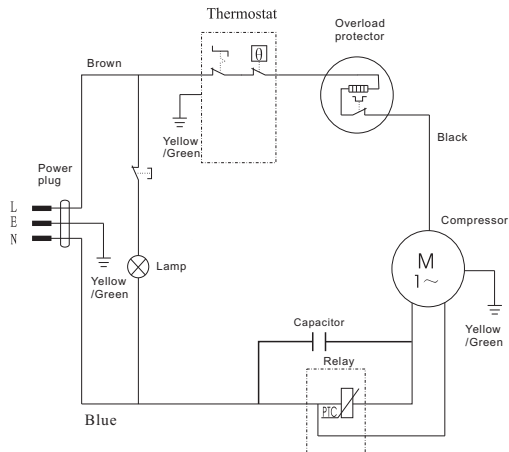 Thermostat
Overload
protector
Brown
θ
Yellow
/Green
Black
Power
plug
L
E
N
Compressor
M
1~
Lamp
Yellow
/Green
Capacitor
Yellow
/Green
Relay
PTC
Blue